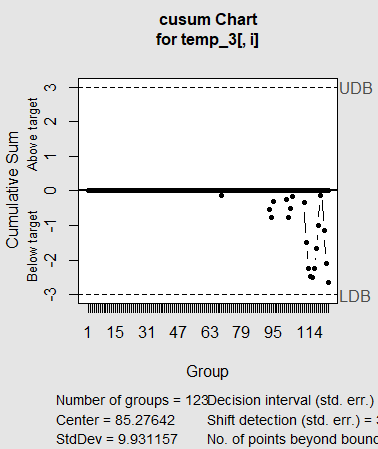 cusum Chart
for temp_3[, i]
Cumulative Sum
Above target
Below target
3
2
1
0
-1
-2
-3
UDB
LDB
1 15 31 47 63 79 95 114
Group
Number of groups = 123 Decision interval (std. err.)
Center = 85.27642 Shift detection (std. err.) =
StdDev = 9.931157 No. of points beyond